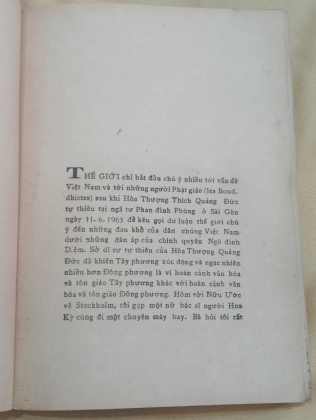 THẾ GIỚI chỉ bắt đầu chú ý nhiều tới vấn đề
Việt Nam và tới những người Phật giáo (les Boud-
dhistes) sau khi Hòa Thượng Thích Quảng Đức
tự thiêu tại ngã tư Phan đình Phùng ở Sài Gòn
ngày 11.6.1963 để kêu gọi dư luận thế giới chú
ý đến những đau khổ của dân chúng Việt Nam
dưới những đàn áp của chính quyền Ngô đình
Diệm. Sở dĩ sự tự thiêu của Hòa Thượng Quảng
Đức đã khiến Tây phương xúc động và ngạc nhiên
nhiều hơn Đông phương là vì hoàn cảnh văn hóa
và tôn giáo Tây phương khác với hoàn cảnh văn
hóa và tôn giáo Đông phương. Hôm rời Nữu Ước
về Stockholm, tôi gặp một nữ bác sĩ người Hoa
Kỳ cùng đi một chuyến máy bay. Bà hỏi tôi rất